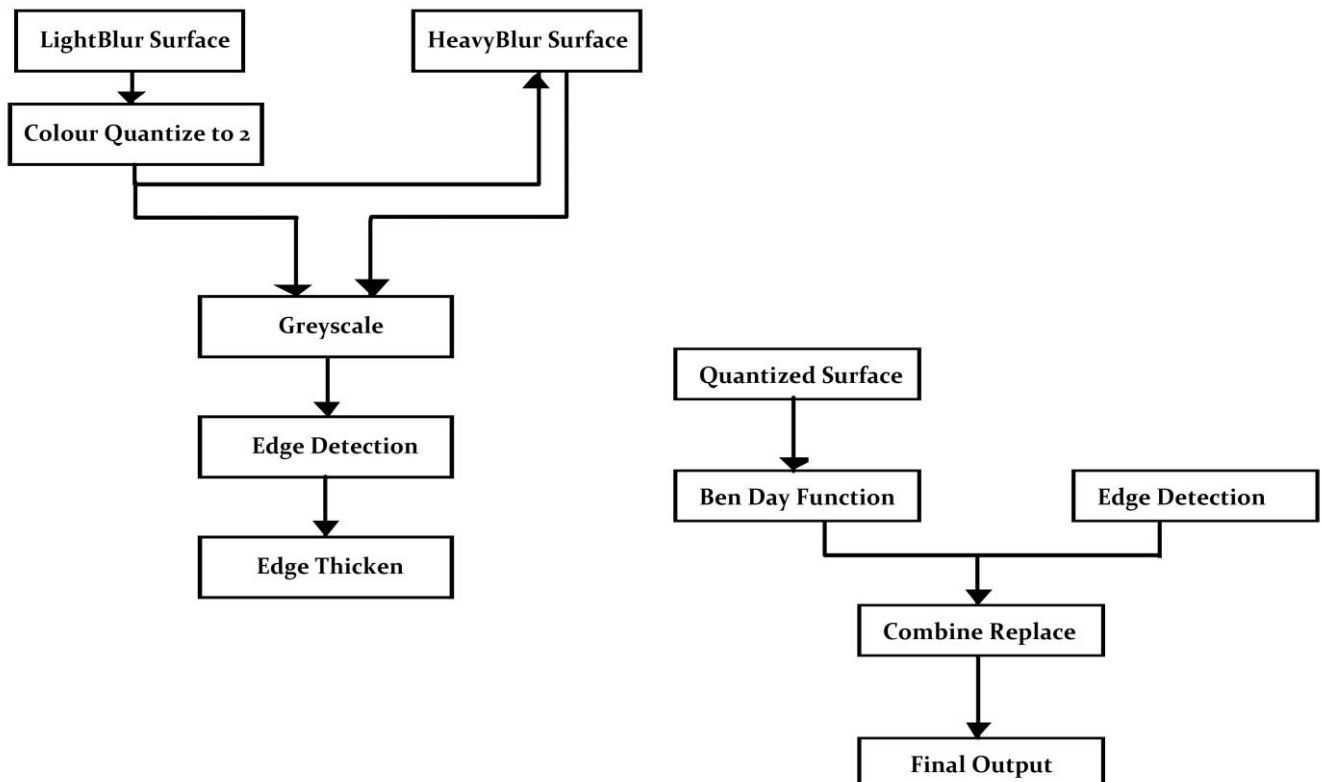 LightBlur Surface
HeavyBlur Surface
Colour Quantize to 2
Greyscale
Edge Detection
Edge Thicken
Quantized Surface
Ben Day Function
Edge Detection
Combine Replace
Final Output